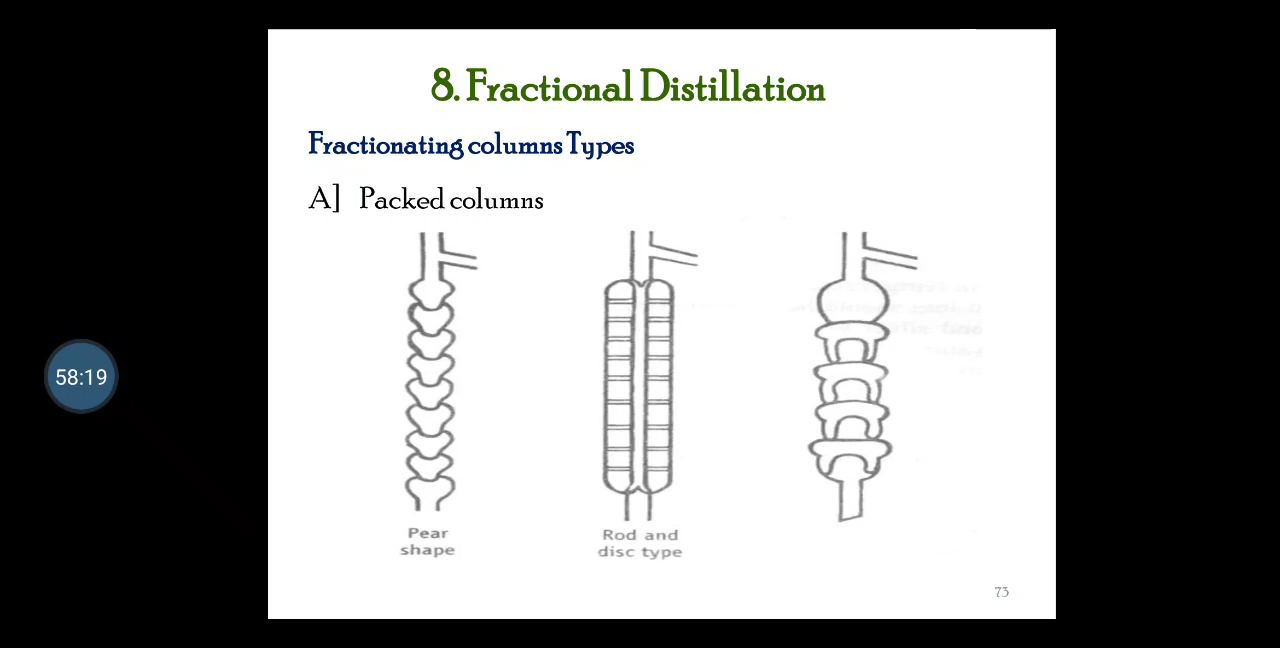 8. Fractional Distillation
Fractionating columns Types
A] Packed columns
58:19
Pear
shape
Rod and
disc type
73